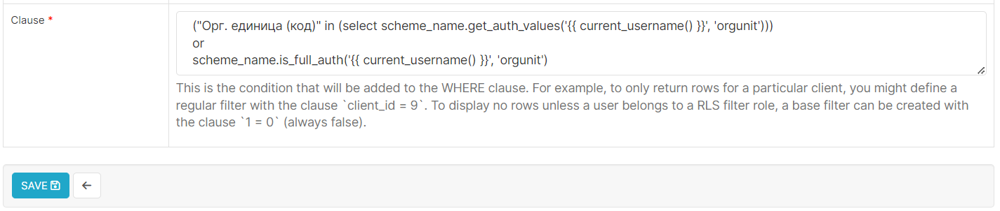 Clause *
("Орг. единица (код)" in (select scheme_name.get_auth_values('{{ current_username() }}', 'orgunit')))
or
scheme_name.is_full_auth('{{ current_username() }}', 'orgunit')
This is the condition that will be added to the WHERE clause. For example, to only return rows for a particular client, you might define a
regular filter with the clause `client_id = 9`. To display no rows unless a user belongs to a RLS filter role, a base filter can be created with
the clause `1 = 0` (always false).
SAVE